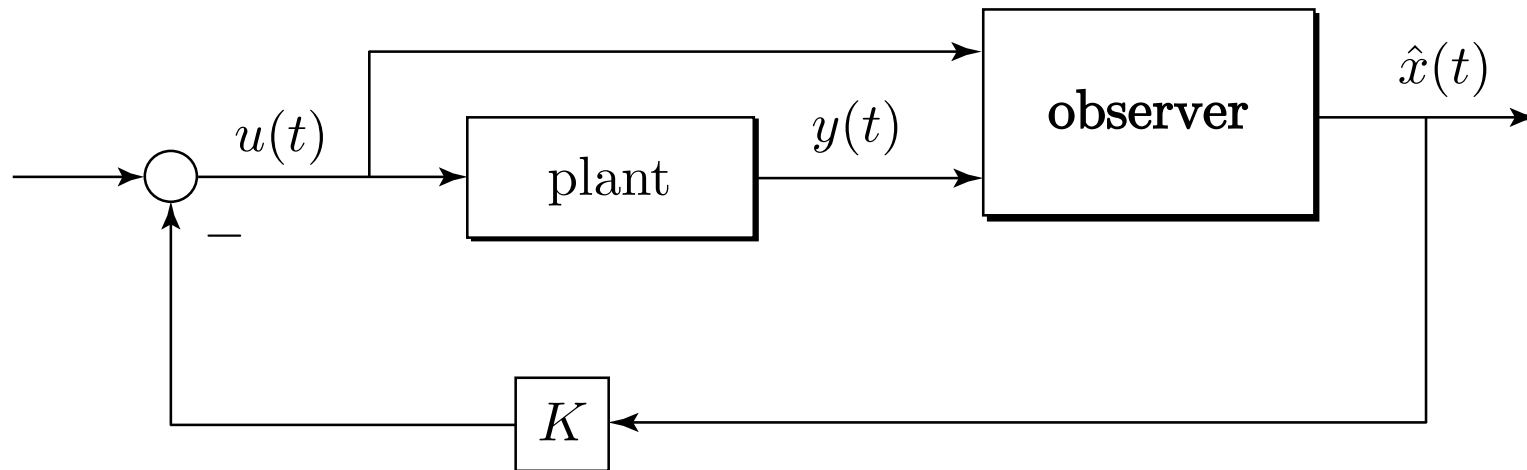 x̂(t)
observer
u(t)
y(t)
plant
−
K